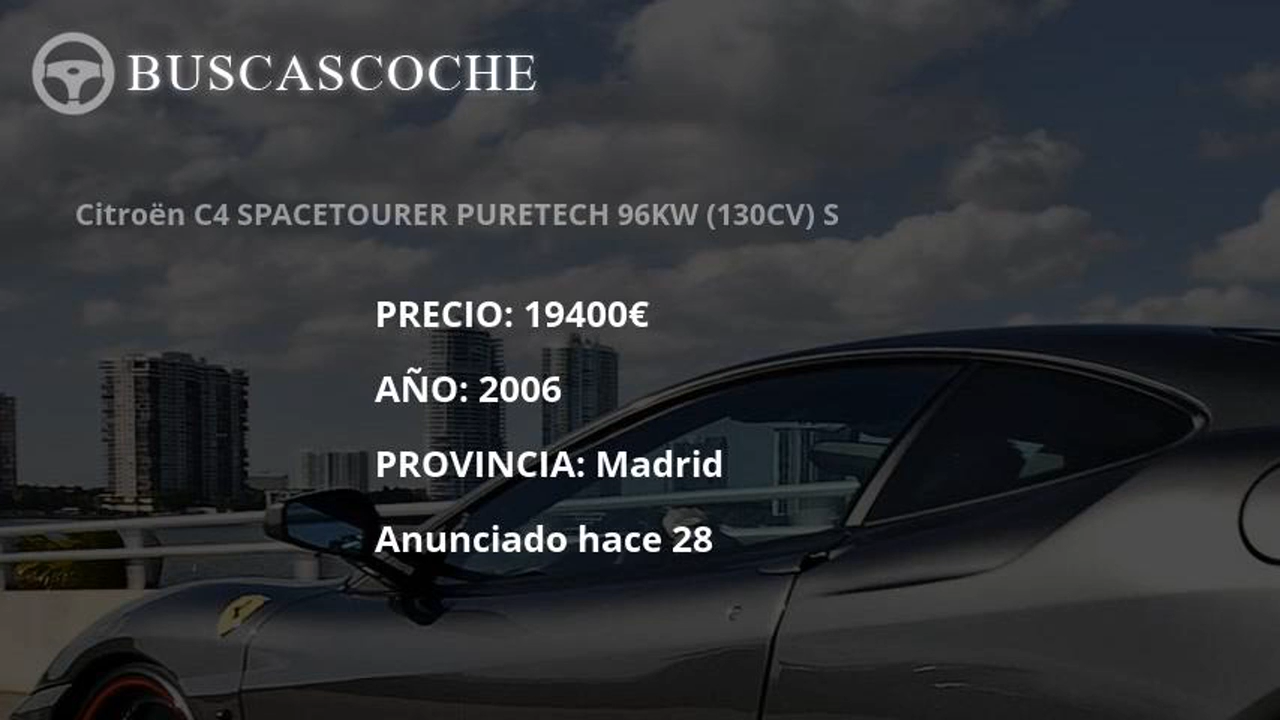 BUSCASCOCHE
Citroën C4 SPACETOURER PURETECH 96KW (130CV) S
PRECIO: 19400€
AÑO: 2006
PROVINCIA: Madrid
Anunciado hace 28